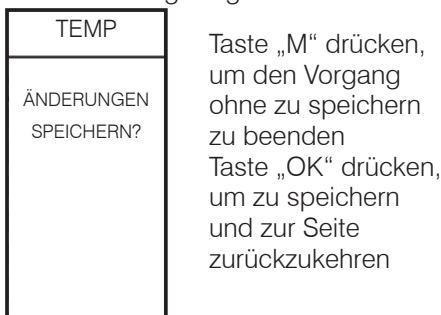 TEMP
ÄNDERUNGEN
SPEICHERN?
Taste „M“ drücken,
um den Vorgang
ohne zu speichern
zu beenden
Taste „OK“ drücken,
um zu speichern
und zur Seite
zurückzukehren